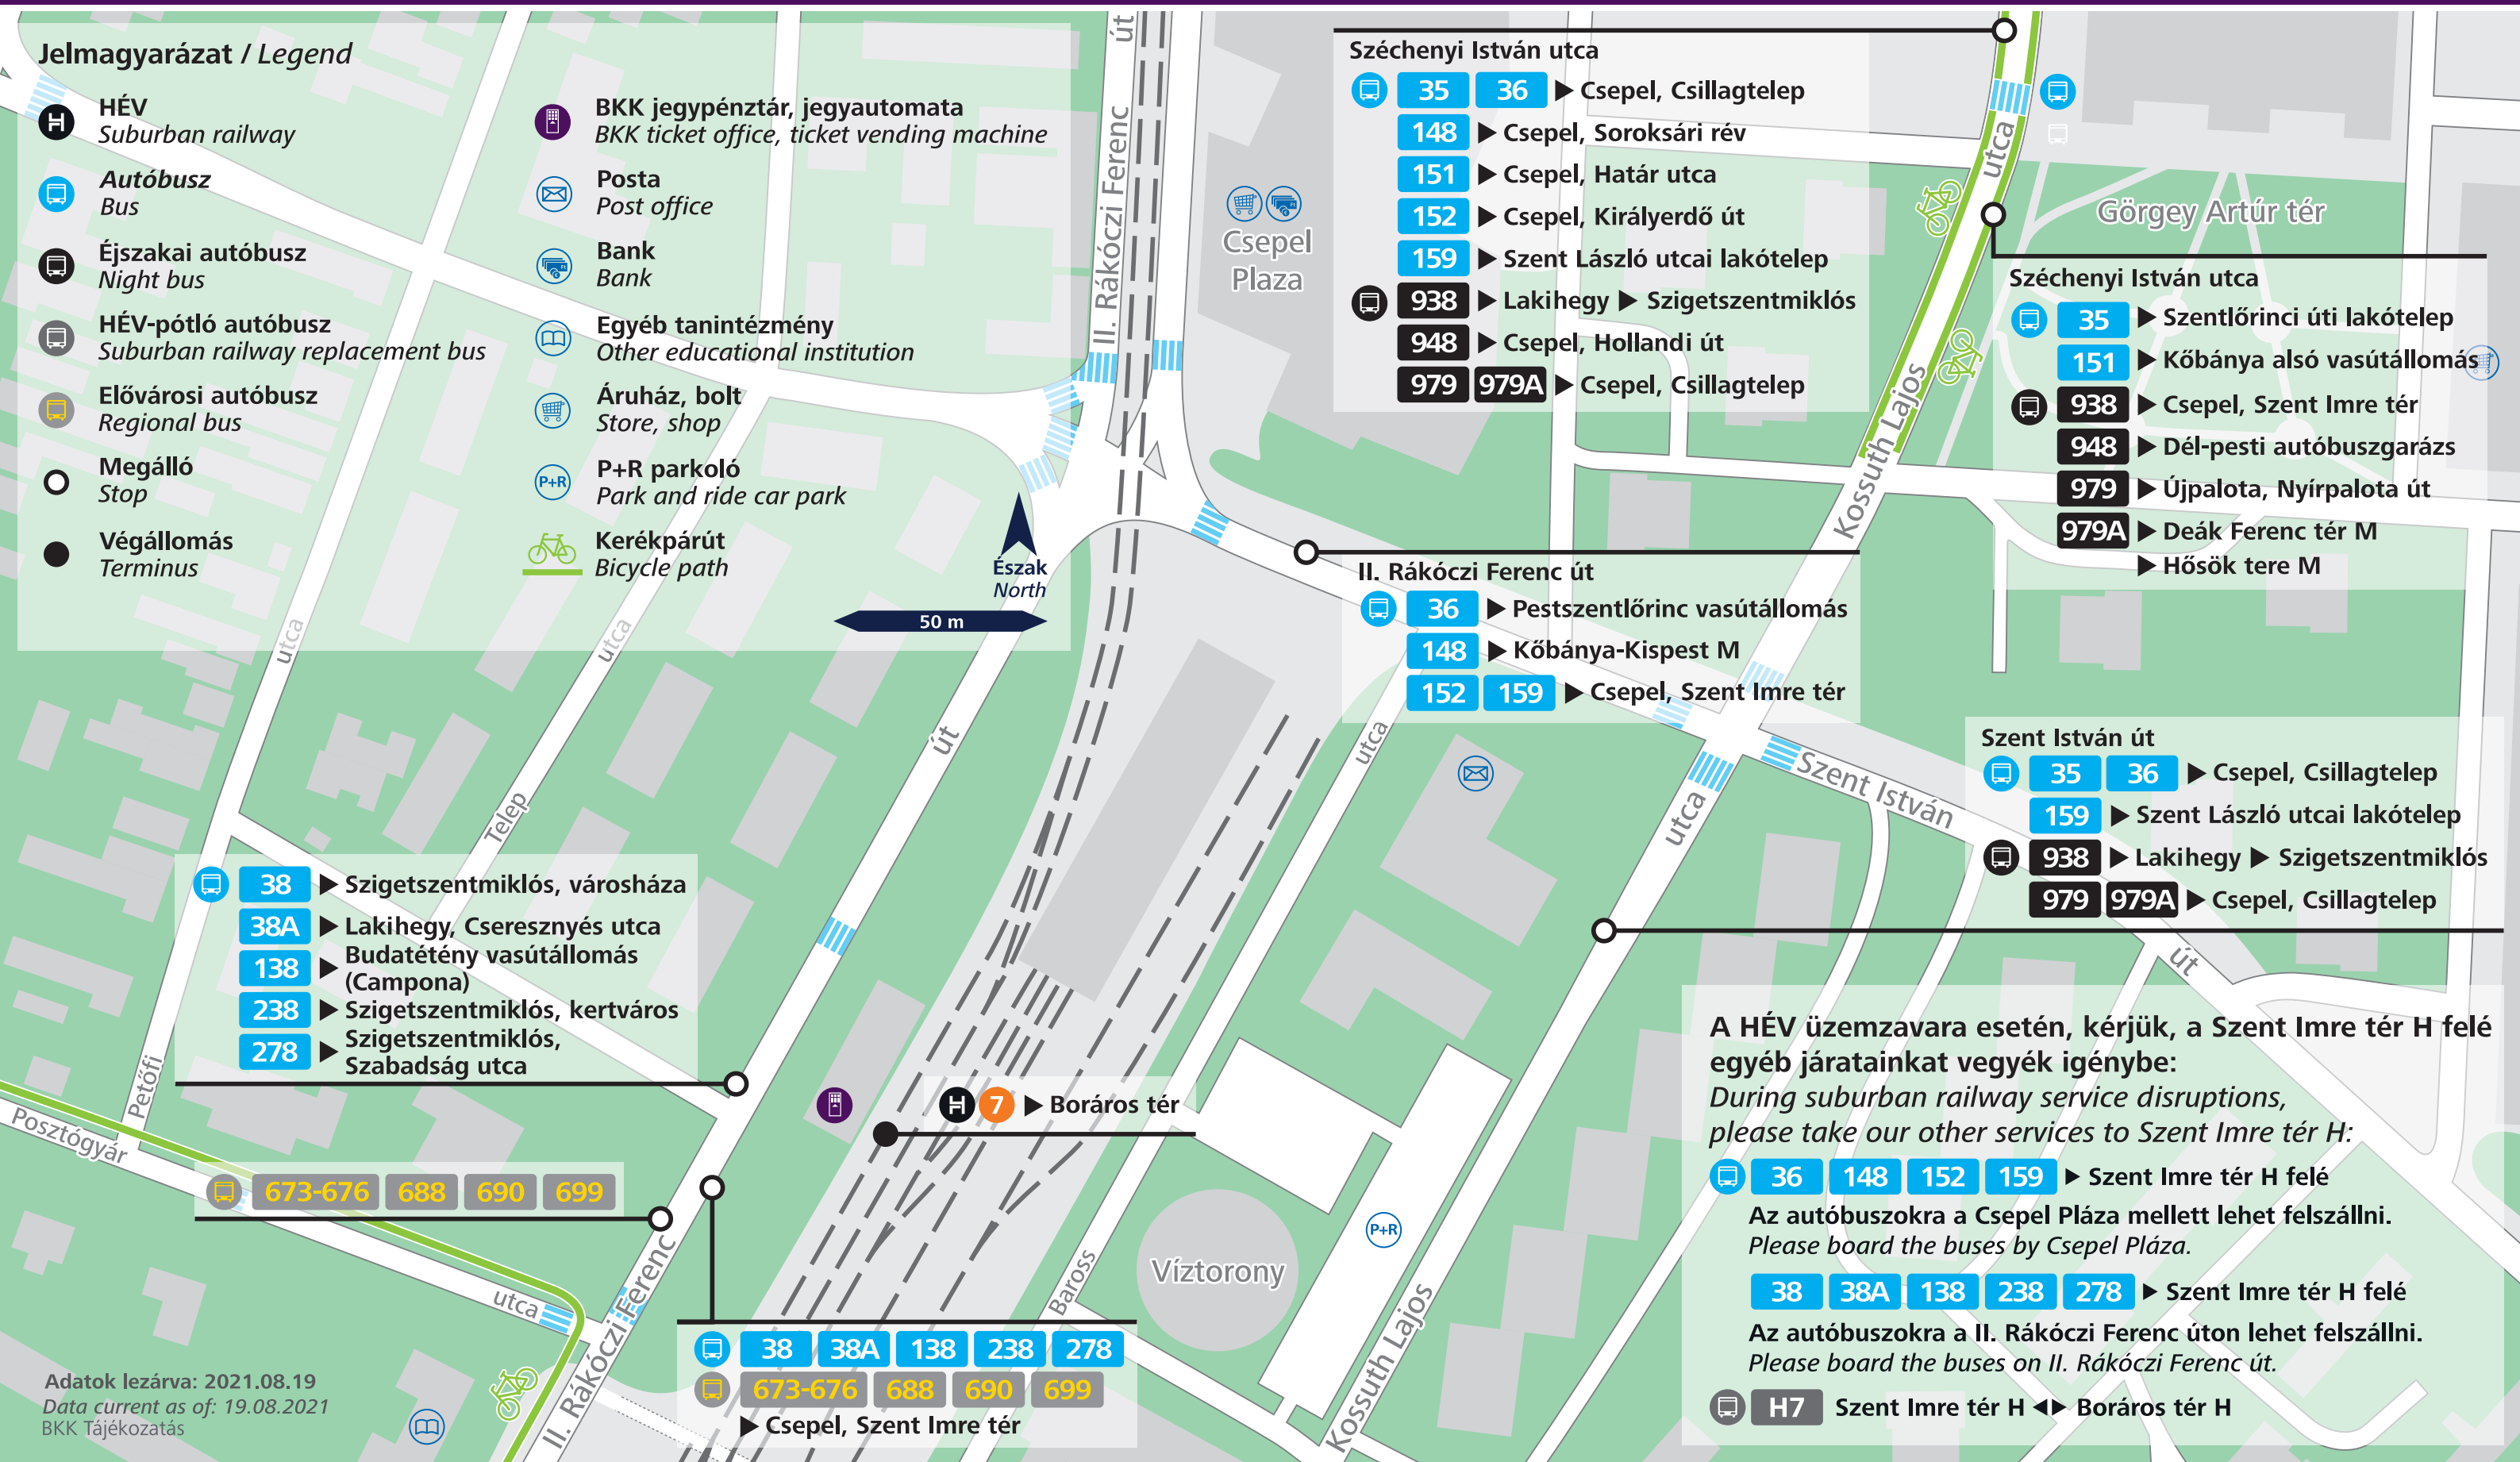 Jelmagyarázat / Legend
HÉV
Suburban railway
Autóbusz
Bus
Éjszakai autóbusz
Night bus
HÉV-pótló autóbusz
Suburban railway replacement bus
Elővárosi autóbusz
Regional bus
Megálló
Stop
Végállomás
Terminus
BKK jegypénztár, jegyautomata
BKK ticket office, ticket vending machine
Posta
Post office
Bank
Bank
Egyéb tanintézmény
Other educational institution
Áruház, bolt
Store, shop
P+R
P+R parkoló
Park and ride car park
Kerékpárút
Bicycle path
Észak
North
50 m
II. Rákóczi Ferenc
út
Csepel
Plaza
Széchenyi István utca
35 36 Csepel, Csillagtelep
148 Csepel, Soroksári rév
151 Csepel, Határ utca
152 Csepel, Királyerdő út
159 Szent László utcai lakótelep
938 Lakihegy ▶ Szigetszentmiklós
948 Csepel, Hollandi út
979 979A Csepel, Csillagtelep
utca
Kossuth Lajos
Görgey Artúr tér
Széchenyi István utca
35 Szentlőrinci úti lakótelep
151 Kőbánya alsó vasútállomás
938 Csepel, Szent Imre tér
948 Dél-pesti autóbuszgarázs
979 Újpalota, Nyírpalota út
979A Deák Ferenc tér M
Hősök tere M
II. Rákóczi Ferenc út
36 Pestszentlőrinc vasútállomás
148 Kőbánya-Kispest M
152 159 Csepel, Szent Imre tér
Szent István
út
Szent István út
35 36 Csepel, Csillagtelep
159 Szent László utcai lakótelep
938 Lakihegy ▶ Szigetszentmiklós
979 979A Csepel, Csillagtelep
utca
utca
Telep
út
utca
utca
38 Szigetszentmiklós, városháza
38A Lakihegy, Cseresznyés utca
138 Budatétény vasútállomás
(Campona)
238 Szigetszentmiklós, kertváros
278 Szigetszentmiklós,
Szabadság utca
Petőfi
Posztógyár
utca
673-676 688 690 699
H 7 Boráros tér
Víztorony
P+R
Baross
Kossuth Lajos
II. Rákóczi Ferenc
38 38A 138 238 278
673-676 688 690 699
Csepel, Szent Imre tér
A HÉV üzemzavara esetén, kérjük, a Szent Imre tér H felé
egyéb járatainkat vegyék igénybe:
During suburban railway service disruptions,
please take our other services to Szent Imre tér H:
36 148 152 159 Szent Imre tér H felé
Az autóbuszokra a Csepel Pláza mellett lehet felszállni.
Please board the buses by Csepel Pláza.
38 38A 138 238 278 Szent Imre tér H felé
Az autóbuszokra a II. Rákóczi Ferenc úton lehet felszállni.
Please board the buses on II. Rákóczi Ferenc út.
H7 Szent Imre tér H ◀▶ Boráros tér H
Adatok lezárva: 2021.08.19
Data current as of: 19.08.2021
BKK Tájékozatás